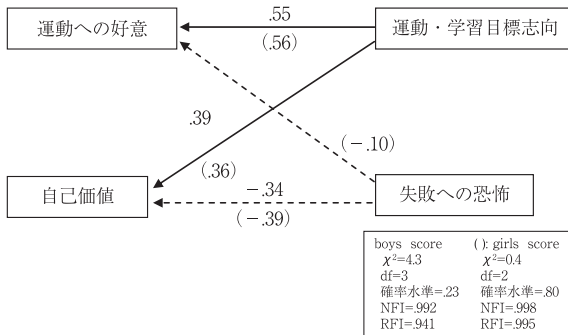 .55
運動への好意
運動・学習目標志向
(.56)
.39
(−.10)
(.36)
自己価値
−.34
失敗への恐怖
(−.39)
boys score ( ): girls score
χ²=4.3 χ²=0.4
df=3 df=2
確率水準=.23 確率水準=.80
NFI=.992 NFI=.998
RFI=.941 RFI=.995